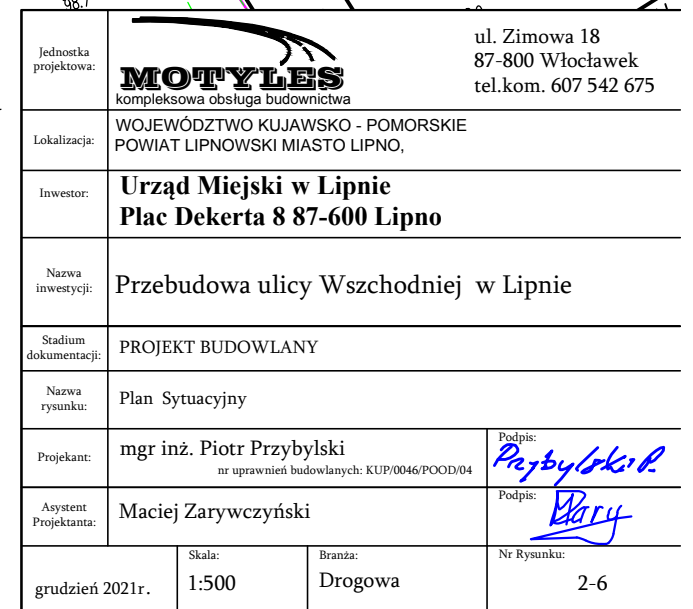 98.7
Jednostka
projektowa:
MOTYLES
kompleksowa obsługa budownictwa
ul. Zimowa 18
87-800 Włocławek
tel.kom. 607 542 675
Lokalizacja:
WOJEWÓDZTWO KUJAWSKO - POMORSKIE
POWIAT LIPNOWSKI MIASTO LIPNO,
Inwestor:
Urząd Miejski w Lipnie
Plac Dekerta 8 87-600 Lipno
Nazwa
inwestycji:
Przebudowa ulicy Wszchodniej w Lipnie
Stadium
dokumentacji:
PROJEKT BUDOWLANY
Nazwa
rysunku:
Plan Sytuacyjny
Projekant:
mgr inż. Piotr Przybylski
nr uprawnień budowlanych: KUP/0046/POOD/04
Podpis:
Przybylski P.
Asystent
Projektanta:
Maciej Zarywczyński
Podpis:
Zary
grudzień 2021r.
Skala:
1:500
Branża:
Drogowa
Nr Rysunku:
2-6